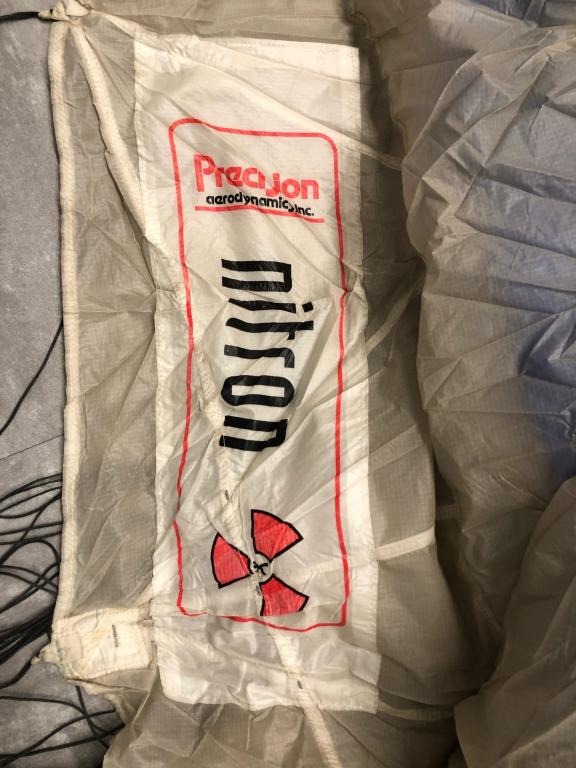 Precision
aerodynamics, inc.
nitron